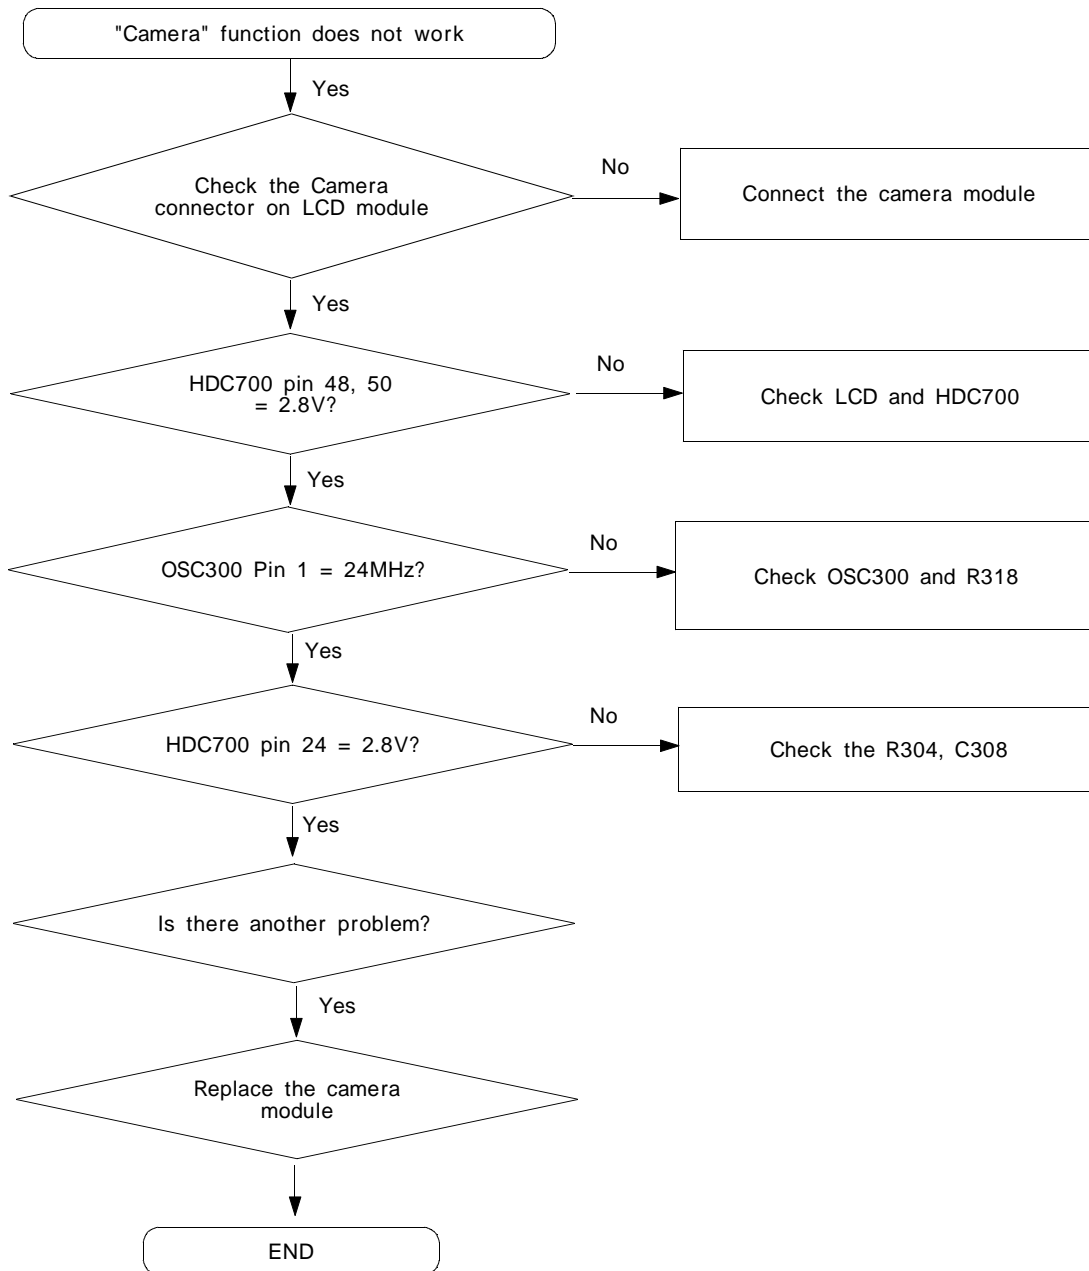 "Camera" function does not work
Yes
Check the Camera
connector on LCD module
No
Connect the camera module
Yes
HDC700 pin 48, 50
= 2.8V?
No
Check LCD and HDC700
Yes
OSC300 Pin 1 = 24MHz?
No
Check OSC300 and R318
Yes
HDC700 pin 24 = 2.8V?
No
Check the R304, C308
Yes
Is there another problem?
Yes
Replace the camera
module
END